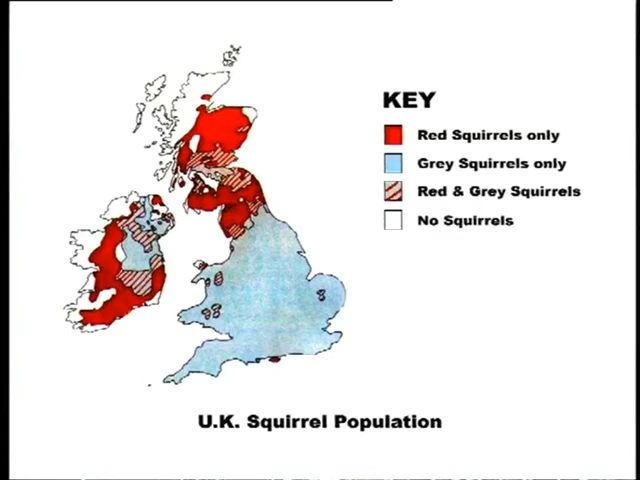 KEY
Red Squirrels only
Grey Squirrels only
Red & Grey Squirrels
No Squirrels
U.K. Squirrel Population